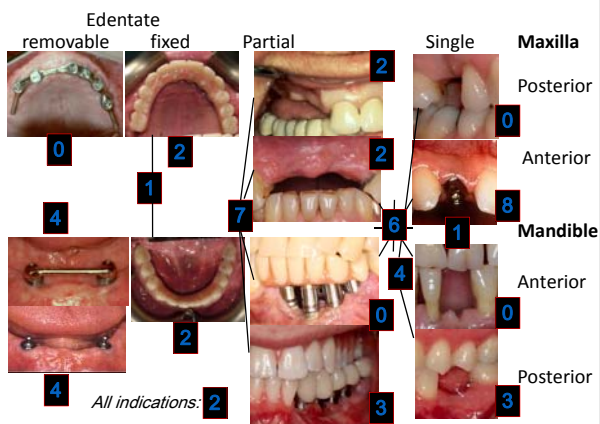 Edentate
removable fixed Partial Single Maxilla
2
Posterior
0 2 0
1 2 Anterior
4 7 6 8
1 Mandible
4
Anterior
0 0
2
4 Posterior
All indications: 2 3 3